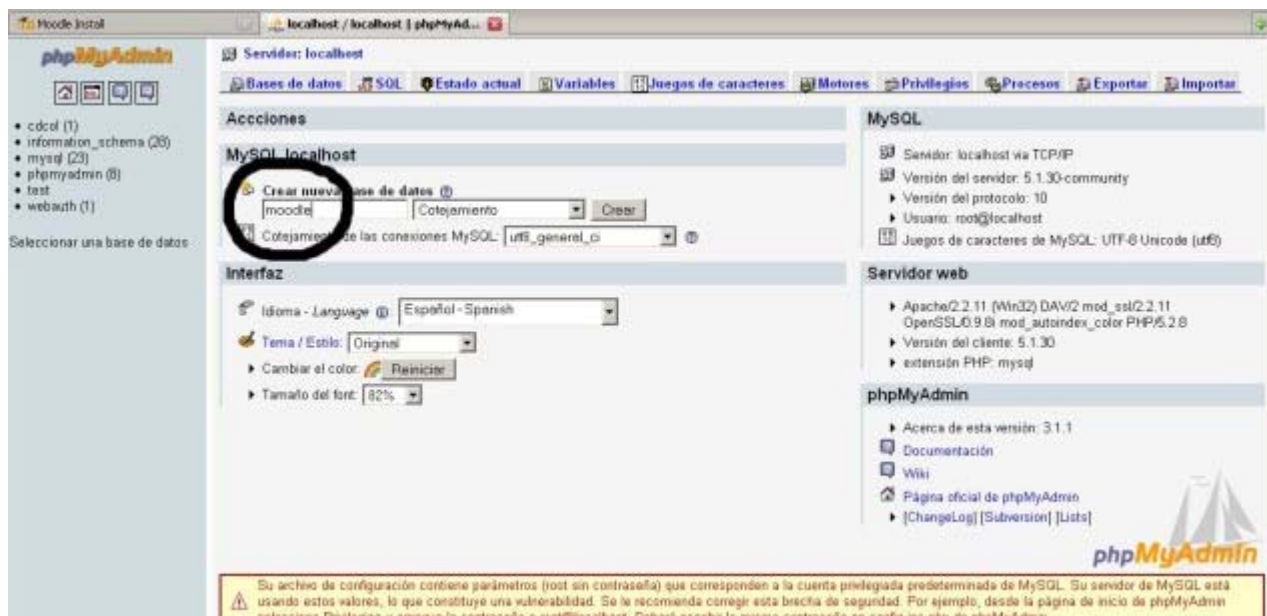 Moodle Install
localhost / localhost | phpMyAd...
phpMyAdmin
cdcol (1)
information_schema (28)
mysql (23)
phpmyadmin (8)
test
webauth (1)
Seleccionar una base de datos
Servidor: localhost
Bases de datos SQL Estado actual Variables Juegos de caracteres Motores Privilegios Procesos Exportar Importar
Accciones
MySQL localhost
Crear nueva base de datos
moodle Cotejamiento Crear
Cotejamiento de las conexiones MySQL: utf8_general_ci
Interfaz
Idioma - Language Español - Spanish
Tema / Estilo: Original
Cambiar el color: Reiniciar
Tamaño del font: 82%
MySQL
Servidor: localhost via TCP/IP
Versión del servidor: 5.1.30-community
Versión del protocolo: 10
Usuario: root@localhost
Juegos de caracteres de MySQL: UTF-8 Unicode (utf8)
Servidor web
Apache/2.2.11 (Win32) DAV/2 mod_ssl/2.2.11
OpenSSL/0.9.8i mod_autoindex_color PHP/5.2.8
Versión del cliente: 5.1.30
extensión PHP: mysql
phpMyAdmin
Acerca de esta versión: 3.1.1
Documentación
Wiki
Página oficial de phpMyAdmin
[ChangeLog] [Subversion] [Lists]
phpMyAdmin
Su archivo de configuración contiene parámetros (root sin contraseña) que corresponden a la cuenta privilegiada predeterminada de MySQL. Su servidor de MySQL está
usando estos valores, lo que constituye una vulnerabilidad. Se le recomienda corregir esta brecha de seguridad. Por ejemplo, desde la página de inicio de phpMyAdmin